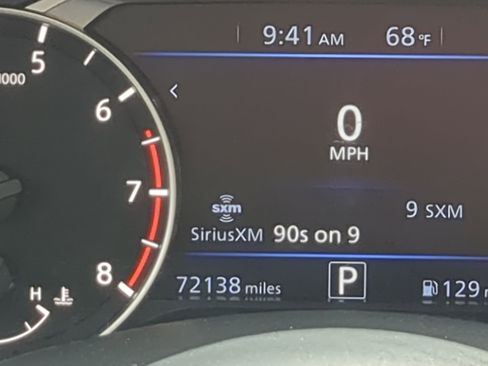 9:41 AM 68°F
5
1000
6
0
MPH
7
sxm
9 SXM
SiriusXM 90s on 9
8
H
72138 miles P 129